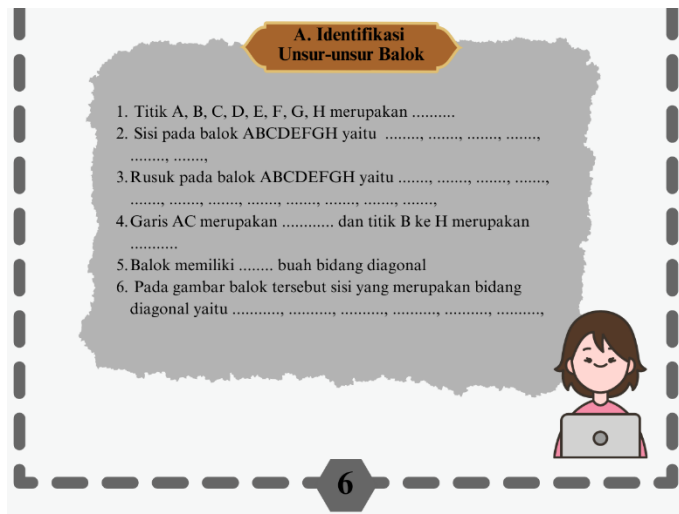 A. Identifikasi
Unsur-unsur Balok
1. Titik A, B, C, D, E, F, G, H merupakan ..........
2. Sisi pada balok ABCDEFGH yaitu ........, ......., ......., .......,
........, .......,
3.Rusuk pada balok ABCDEFGH yaitu ......., ......., ......., .......,
......., ......., ......., ......., ......., ......., ......., .......,
4.Garis AC merupakan ............ dan titik B ke H merupakan
...........
5.Balok memiliki ........ buah bidang diagonal
6. Pada gambar balok tersebut sisi yang merupakan bidang
diagonal yaitu ..........., .........., .........., .........., .........., ..........,
6